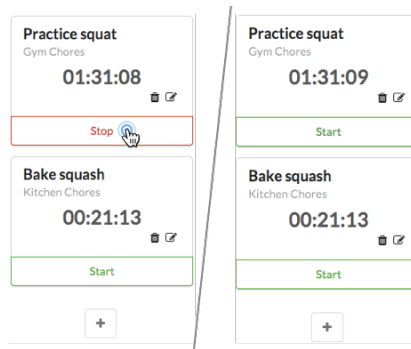 Practice squat
Gym Chores
01:31:08
Stop
Bake squash
Kitchen Chores
00:21:13
Start
+
Practice squat
Gym Chores
01:31:09
Start
Bake squash
Kitchen Chores
00:21:13
Start
+